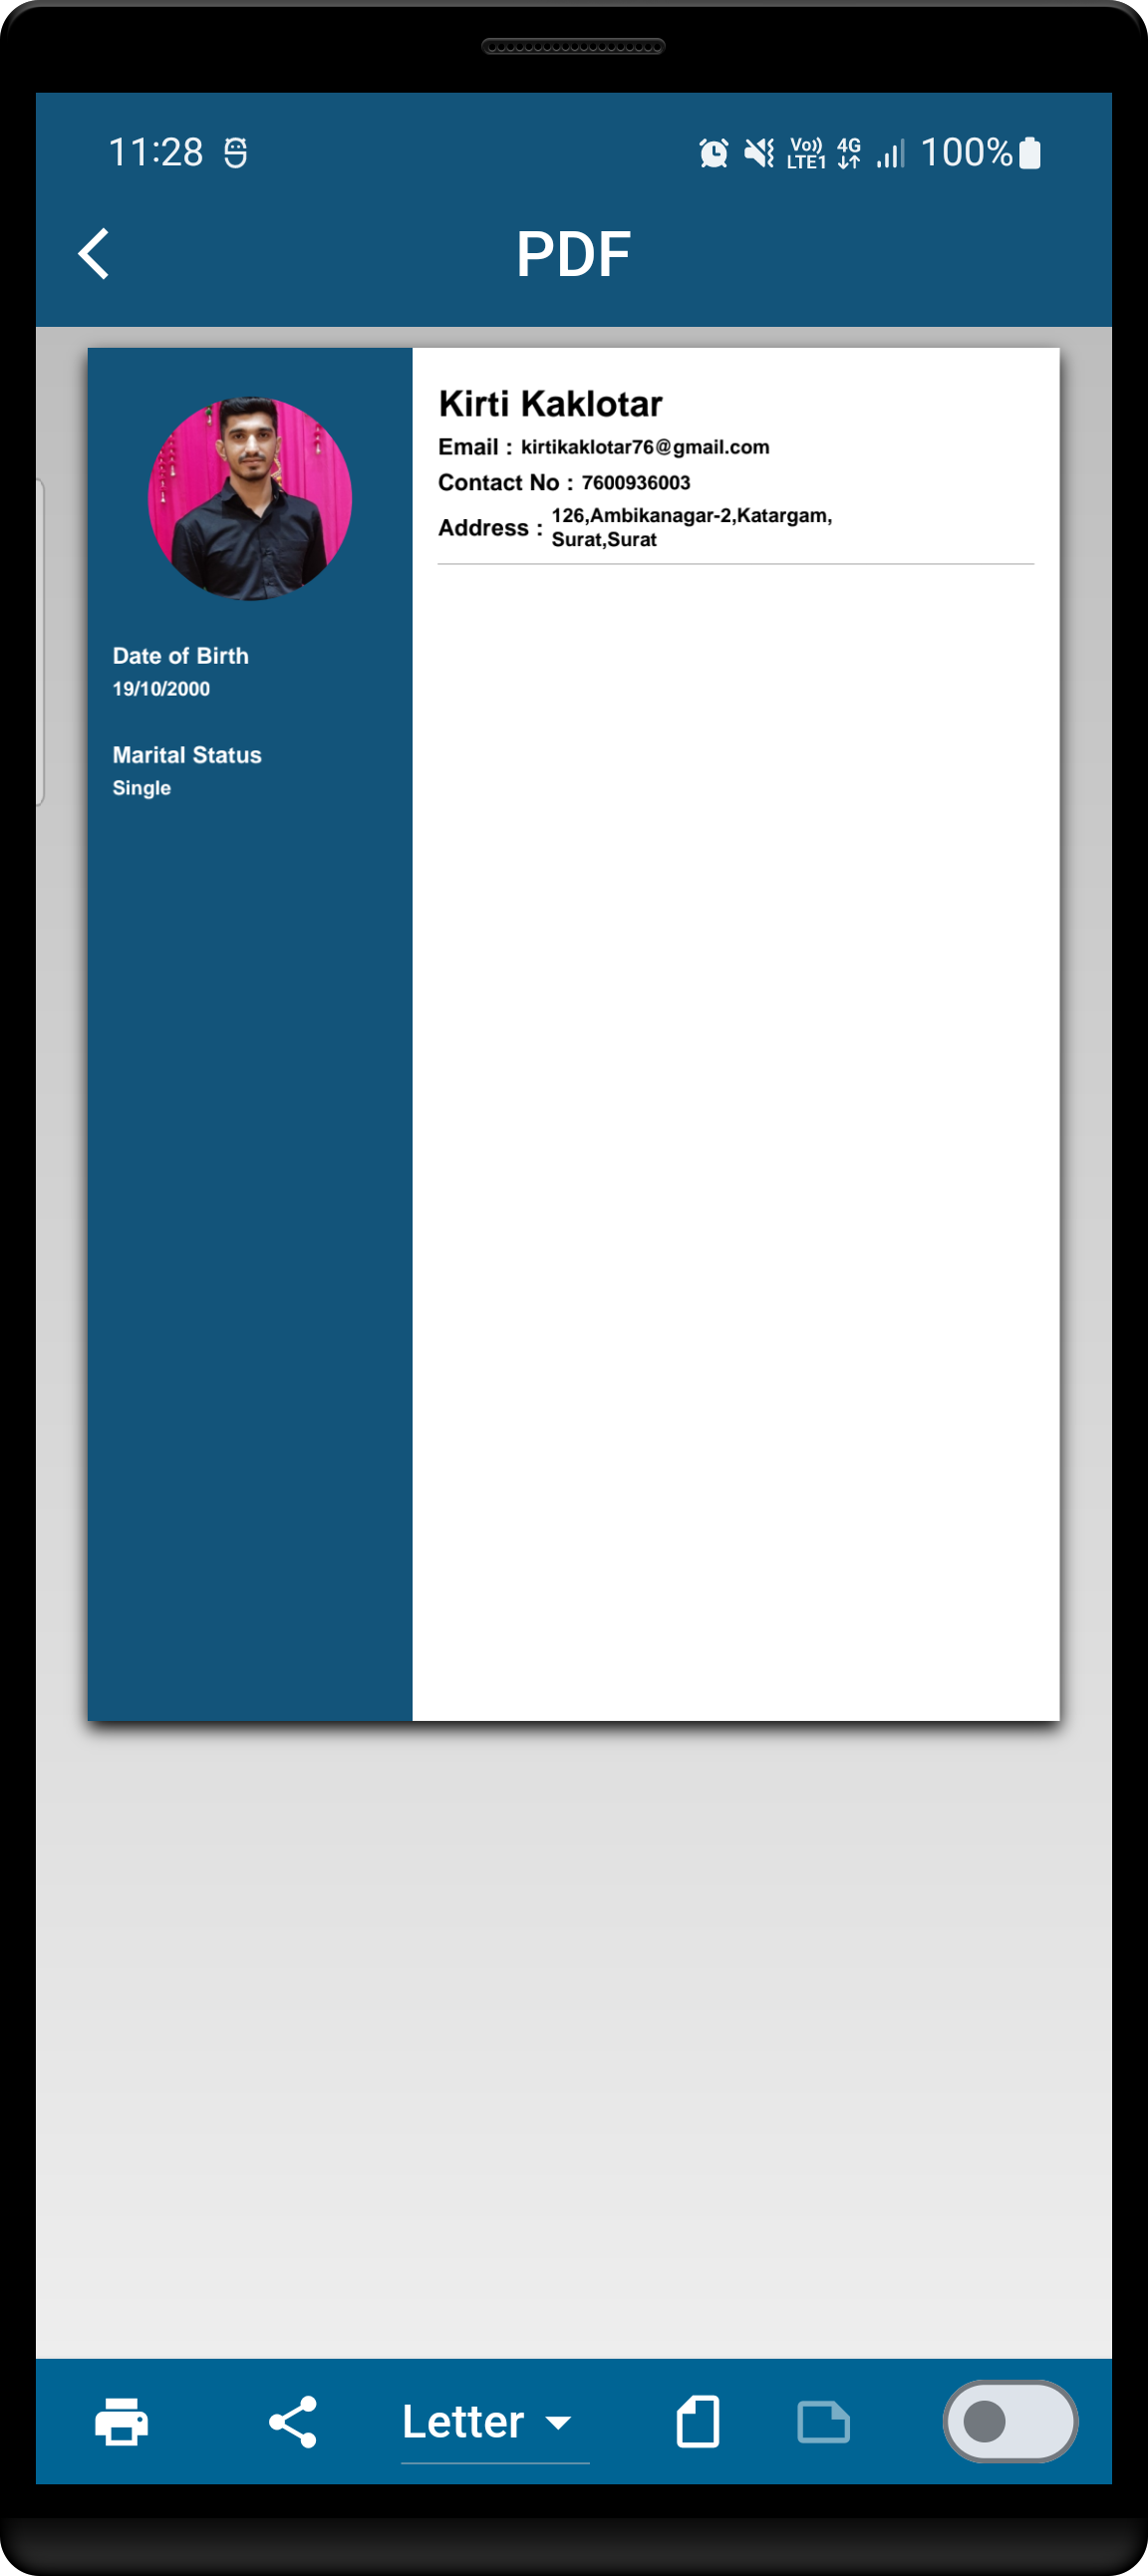 11:28
Vo)) LTE1 4G 100%
PDF
Kirti Kaklotar
Email : kirtikaklotar76@gmail.com
Contact No : 7600936003
Address : 126,Ambikanagar-2,Katargam,
Surat,Surat
Date of Birth
19/10/2000
Marital Status
Single
Letter